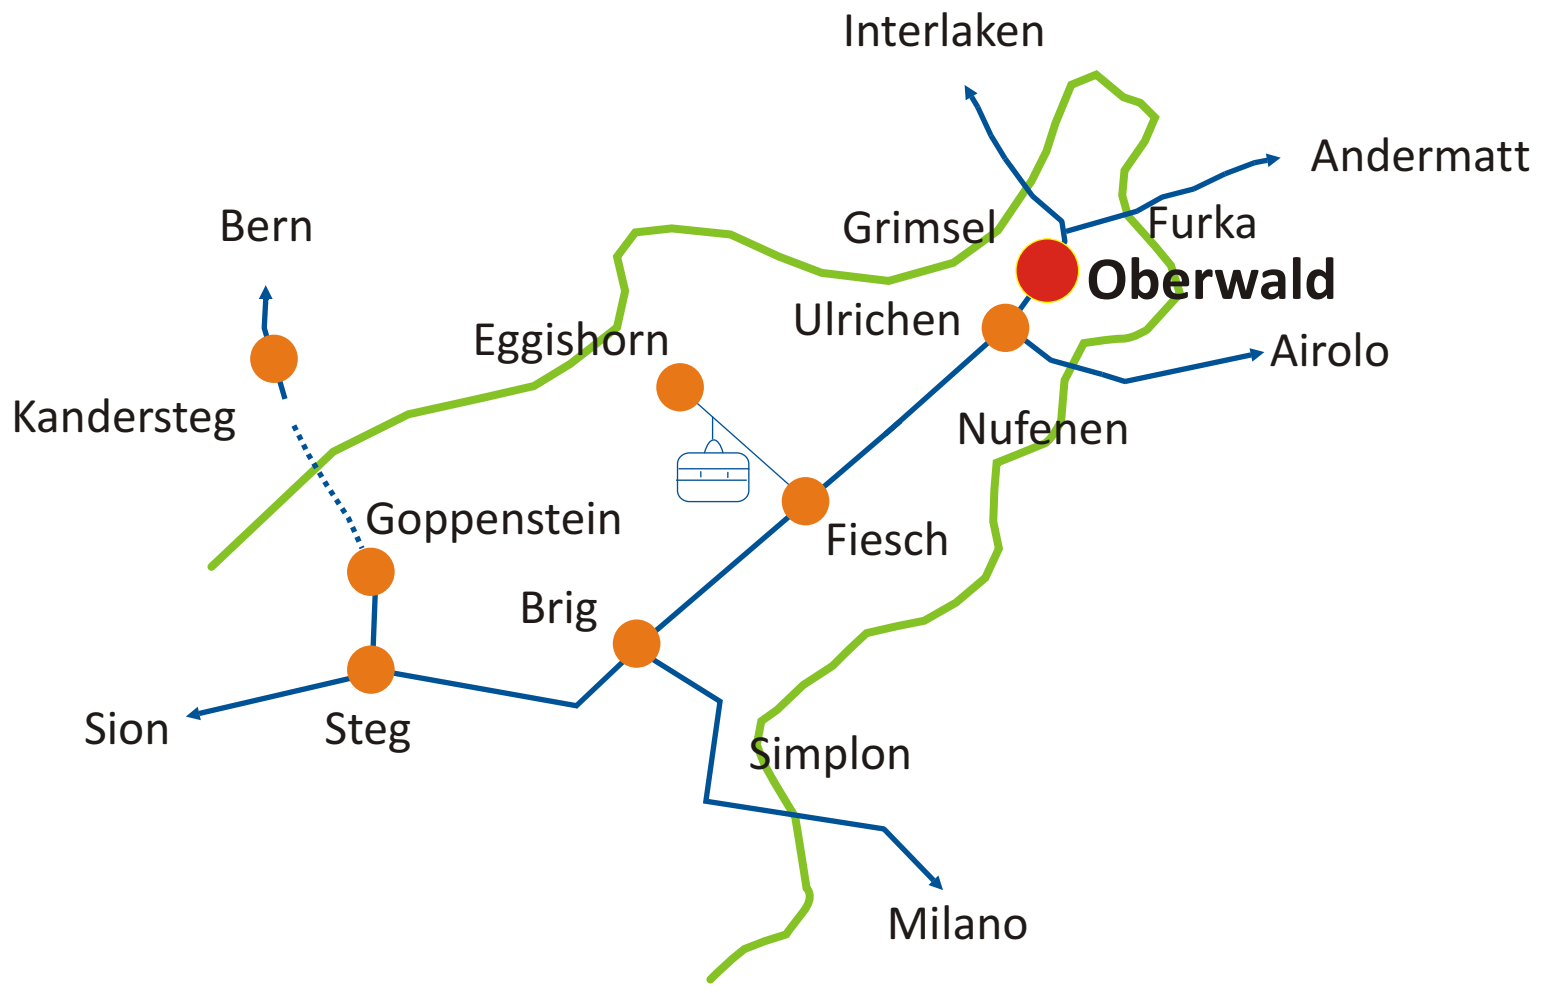 Interlaken
Andermatt
Bern
Grimsel
Furka
Oberwald
Ulrichen
Eggishorn
Airolo
Kandersteg
Nufenen
Goppenstein
Fiesch
Brig
Sion
Steg
Simplon
Milano